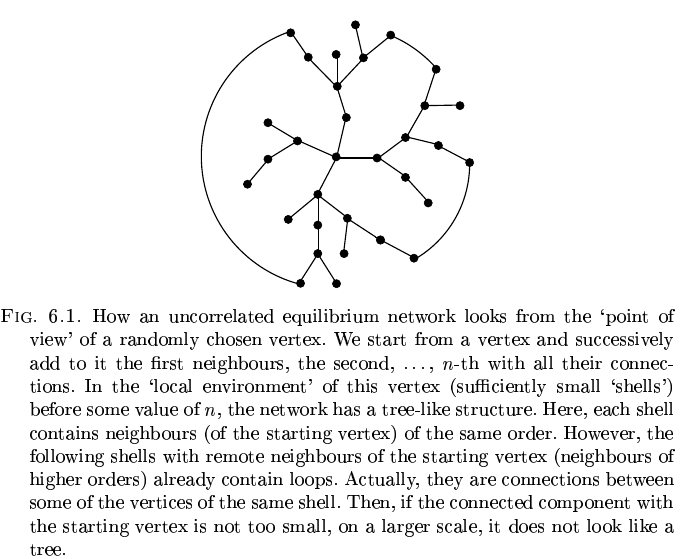 FIG. 6.1. How an uncorrelated equilibrium network looks from the ‘point of
view’ of a randomly chosen vertex. We start from a vertex and successively
add to it the first neighbours, the second, ..., n-th with all their connec-
tions. In the ‘local environment’ of this vertex (sufficiently small ‘shells’)
before some value of n, the network has a tree-like structure. Here, each shell
contains neighbours (of the starting vertex) of the same order. However, the
following shells with remote neighbours of the starting vertex (neighbours of
higher orders) already contain loops. Actually, they are connections between
some of the vertices of the same shell. Then, if the connected component with
the starting vertex is not too small, on a larger scale, it does not look like a
tree.